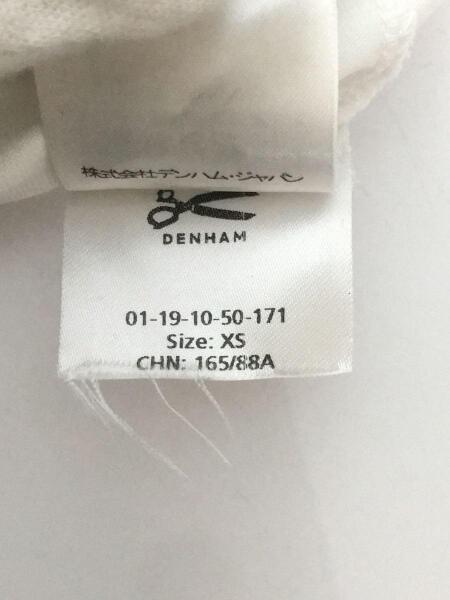 株式会社デンハム・ジャパン
DENHAM
01-19-10-50-171
Size: XS
CHN: 165/88A